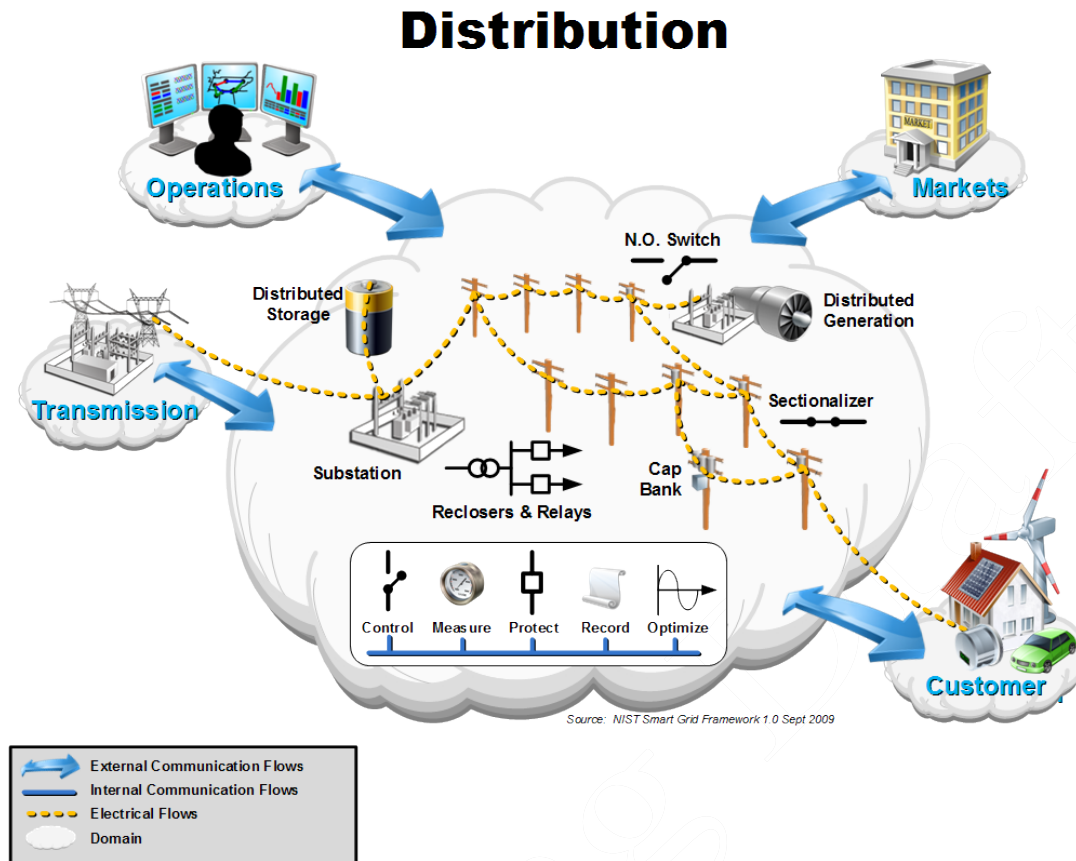 Distribution
Operations
MARKET
Markets
N.O. Switch
Distributed
Storage
Distributed
Generation
Transmission
Sectionalizer
Substation
Cap
Bank
Reclosers & Relays
Control
Measure
Protect
Record
Optimize
Customer
Source: NIST Smart Grid Framework 1.0 Sept 2009
External Communication Flows
Internal Communication Flows
Electrical Flows
Domain